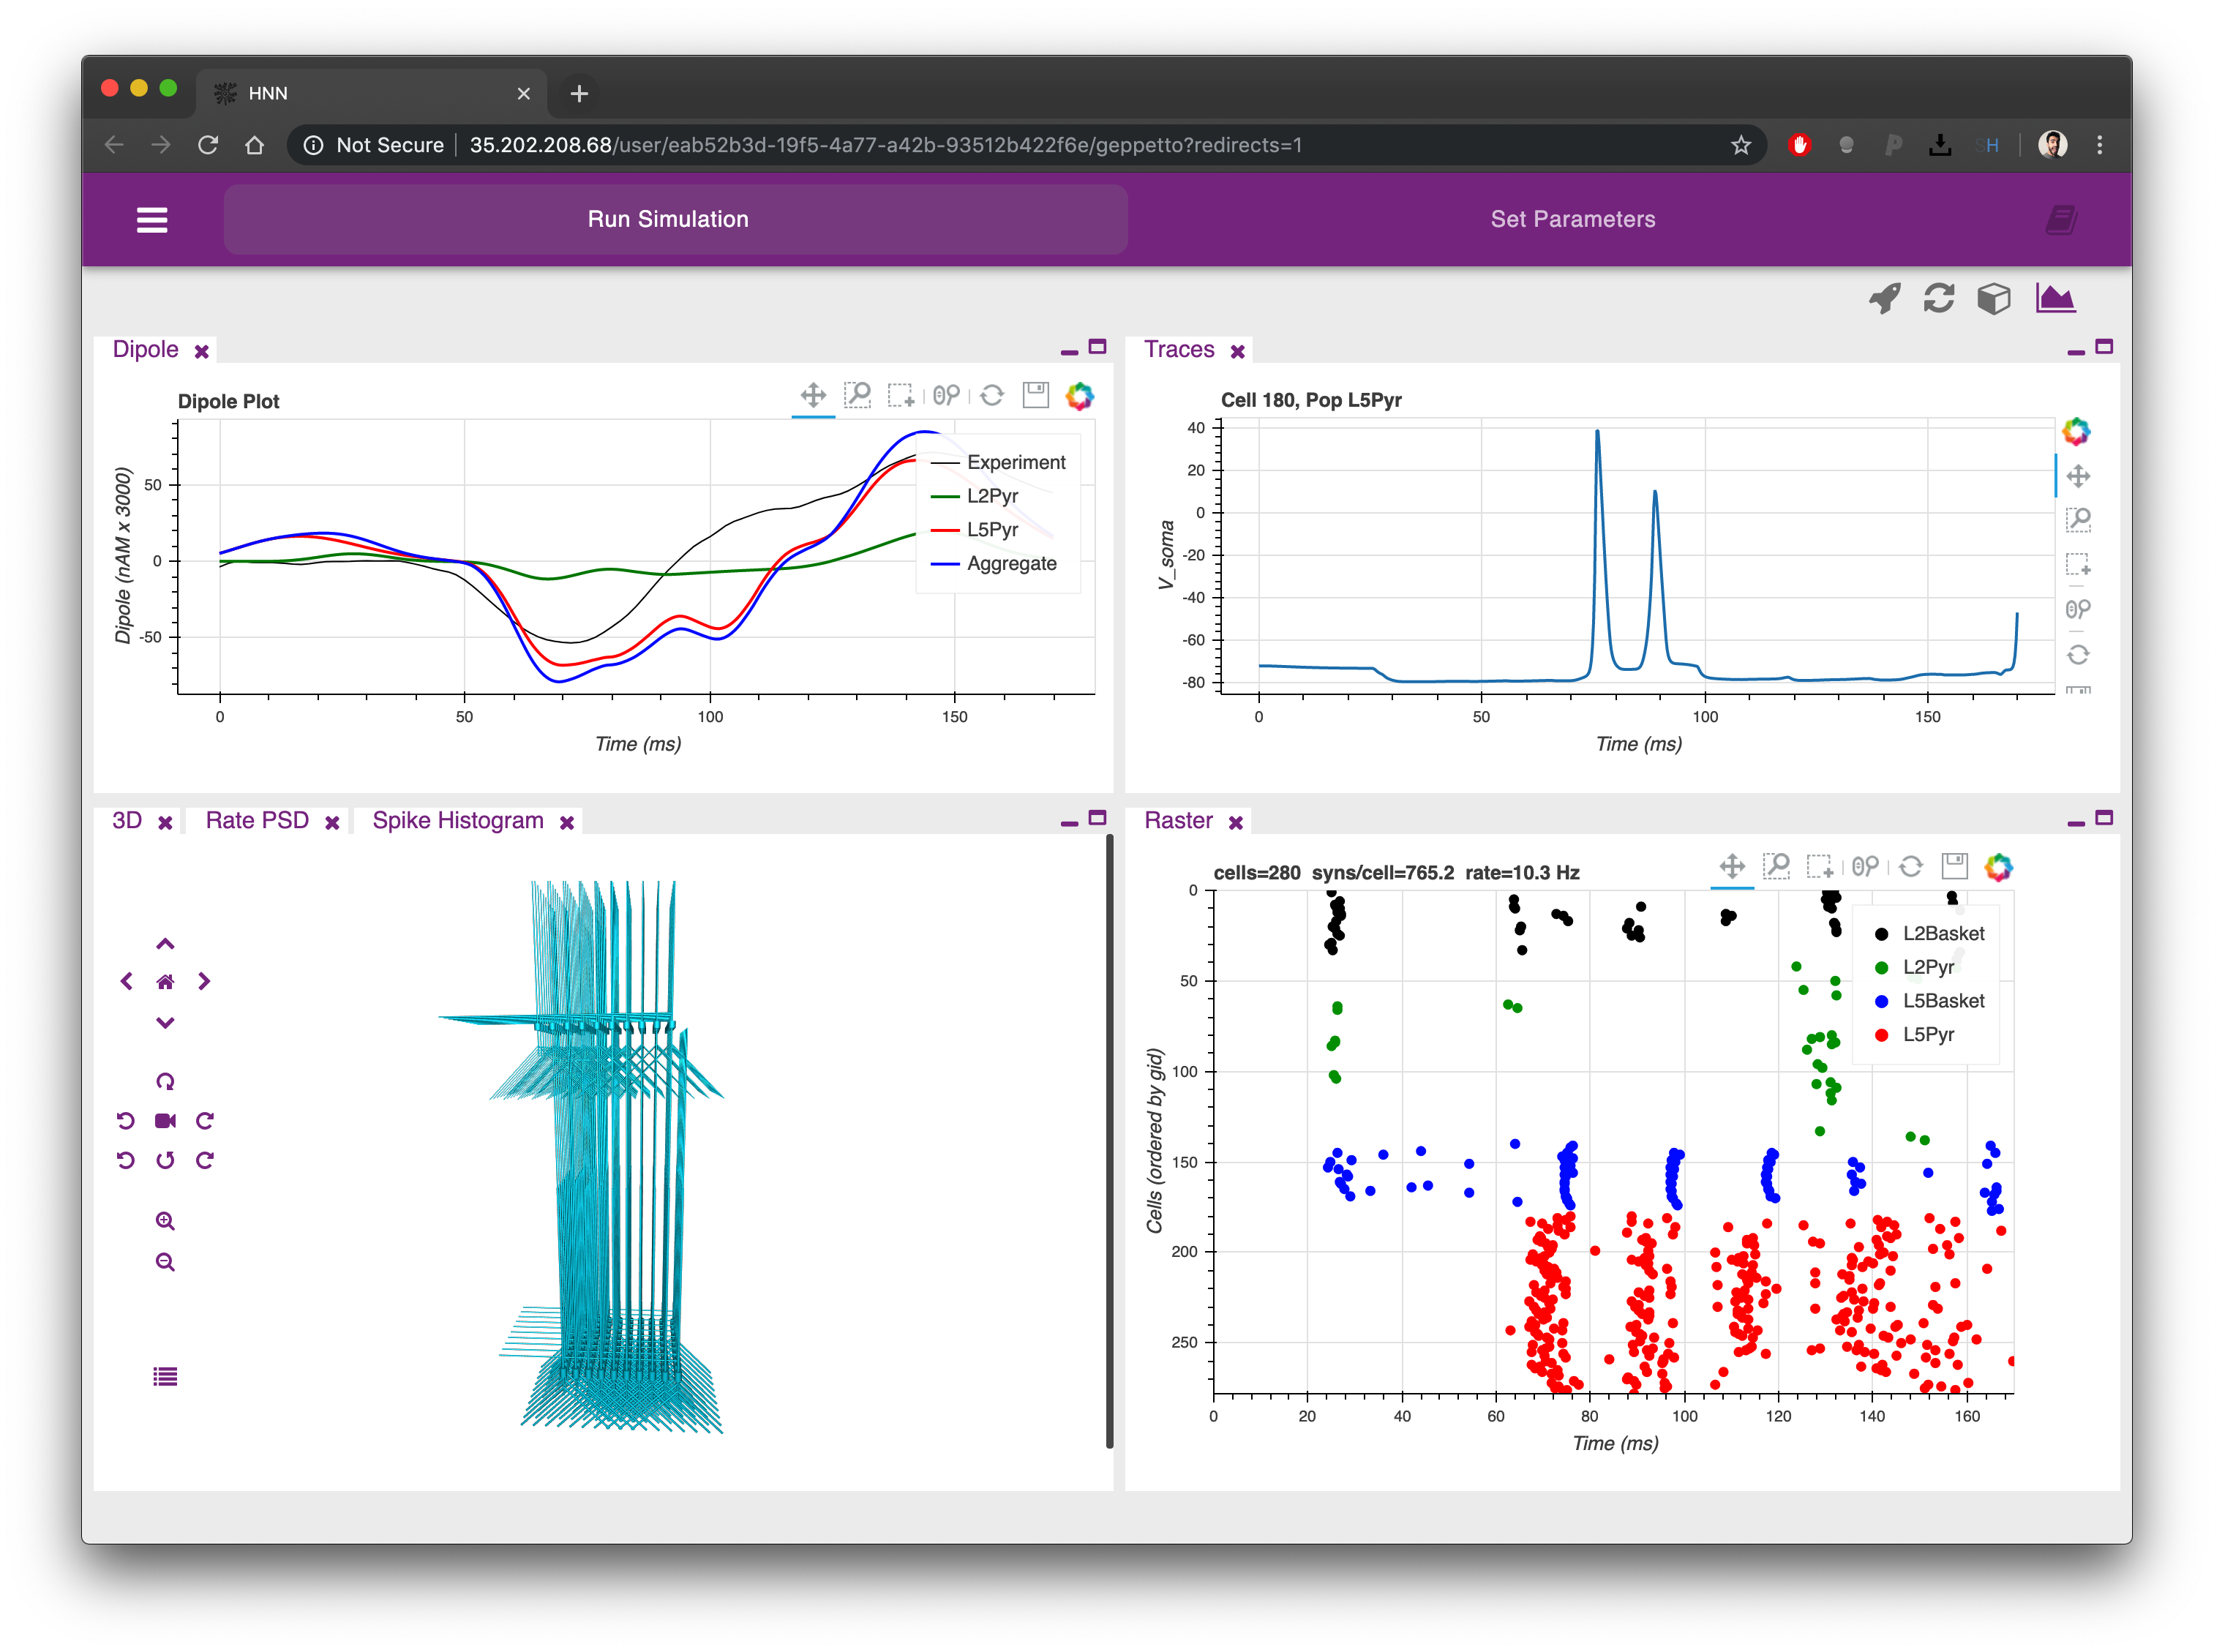 HNN
Not Secure 35.202.208.68/user/eab52b3d-19f5-4a77-a42b-93512b422f6e/geppetto?redirects=1
SH
Run Simulation
Set Parameters
Dipole
Dipole Plot
Dipole (nAM x 3000)
50
0
-50
Experiment
L2Pyr
L5Pyr
Aggregate
0 50 100 150
Time (ms)
Traces
Cell 180, Pop L5Pyr
V_soma
40
20
0
-20
-40
-60
-80
0 50 100 150
Time (ms)
3D Rate PSD Spike Histogram
Raster
cells=280 syns/cell=765.2 rate=10.3 Hz
Cells (ordered by gid)
0
50
100
150
200
250
L2Basket
L2Pyr
L5Basket
L5Pyr
0 20 40 60 80 100 120 140 160
Time (ms)